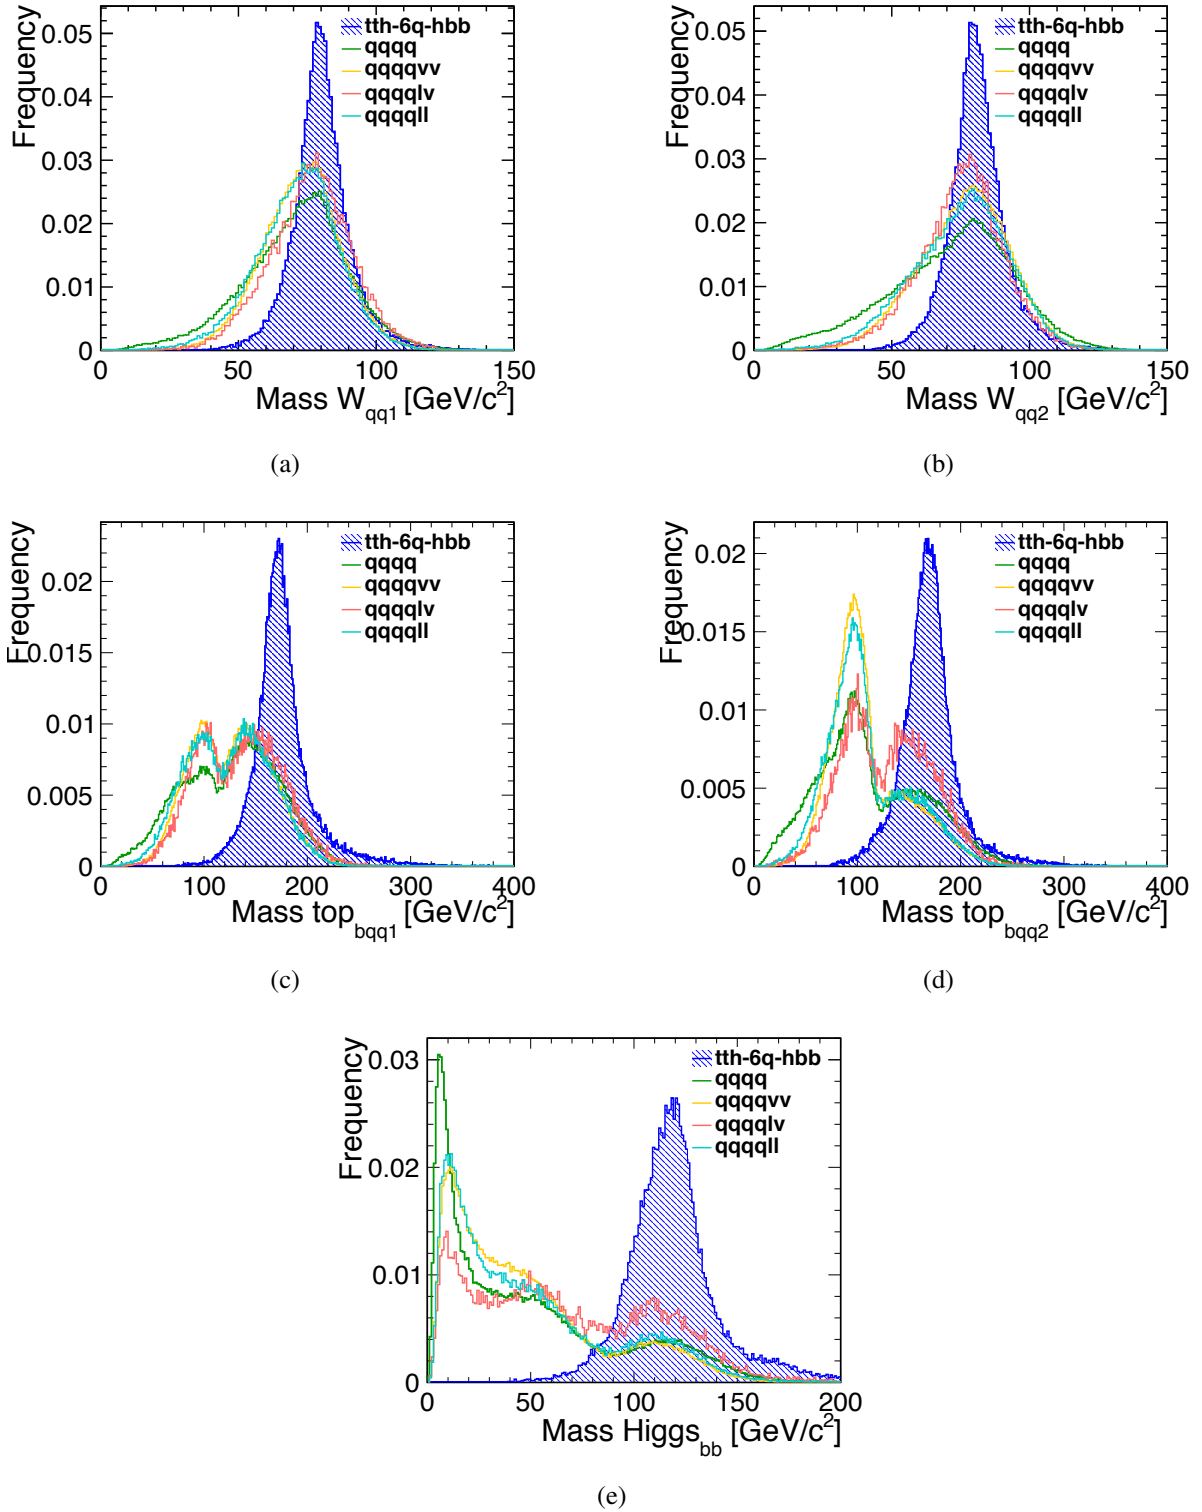 Frequency
0.05
0.04
0.03
0.02
0.01
0
tth-6q-hbb
qqqq
qqqqvv
qqqqlv
qqqqll
0 50 100 150
Mass W_qq1 [GeV/c²]
(a)
Frequency
0.05
0.04
0.03
0.02
0.01
0
tth-6q-hbb
qqqq
qqqqvv
qqqqlv
qqqqll
0 50 100 150
Mass W_qq2 [GeV/c²]
(b)
Frequency
0.02
0.015
0.01
0.005
0
tth-6q-hbb
qqqq
qqqqvv
qqqqlv
qqqqll
0 100 200 300 400
Mass top_bqq1 [GeV/c²]
(c)
Frequency
0.02
0.015
0.01
0.005
0
tth-6q-hbb
qqqq
qqqqvv
qqqqlv
qqqqll
0 100 200 300 400
Mass top_bqq2 [GeV/c²]
(d)
Frequency
0.03
0.02
0.01
0
tth-6q-hbb
qqqq
qqqqvv
qqqqlv
qqqqll
0 50 100 150 200
Mass Higgs_bb [GeV/c²]
(e)